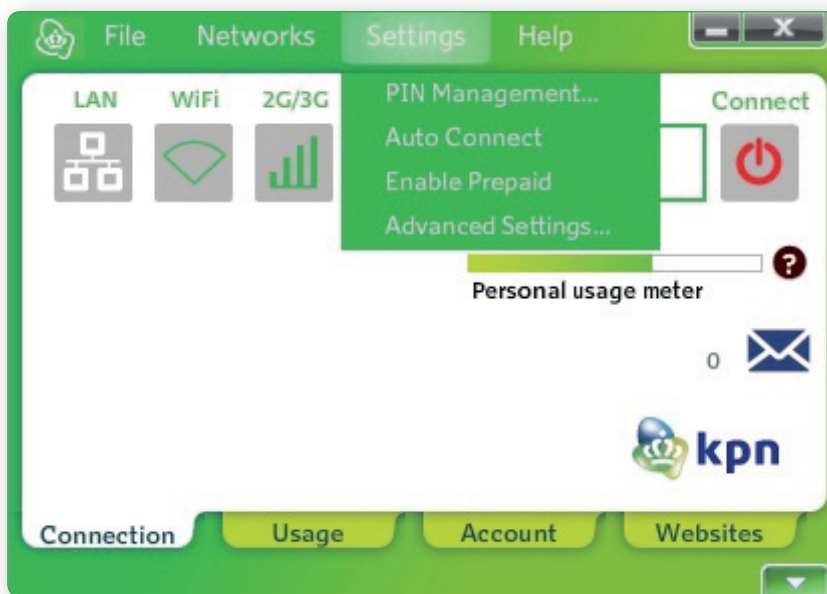 File Networks Settings Help
LAN WiFi 2G/3G Connect
PIN Management...
Auto Connect
Enable Prepaid
Advanced Settings...
?
Personal usage meter
0
kpn
Connection Usage Account Websites